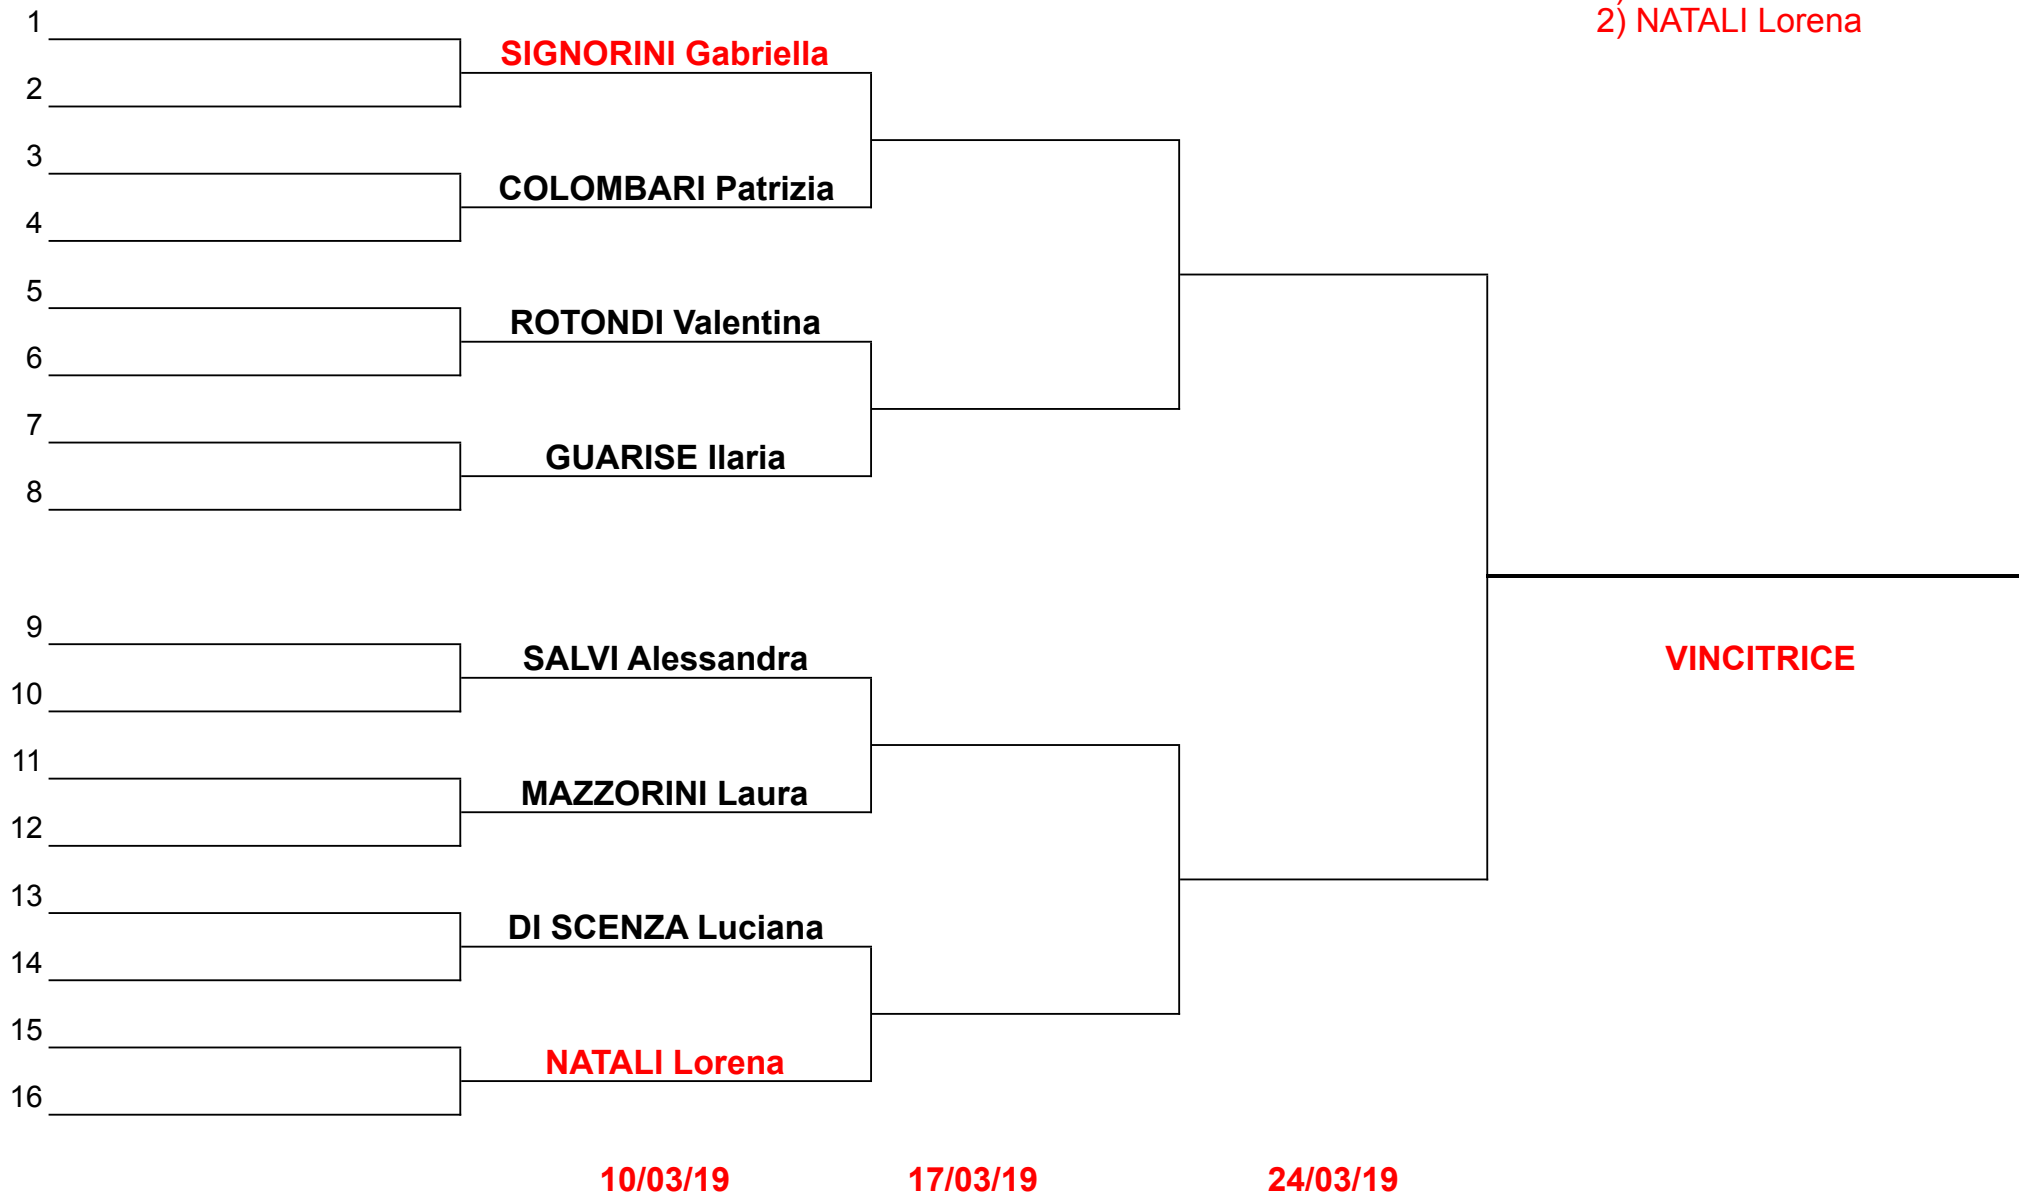 2) NATALI Lorena
1
SIGNORINI Gabriella
2
3
COLOMBARI Patrizia
4
5
ROTONDI Valentina
6
7
GUARISE Ilaria
8
9
SALVI Alessandra
VINCITRICE
10
11
MAZZORINI Laura
12
13
DI SCENZA Luciana
14
15
NATALI Lorena
16
10/03/19 17/03/19 24/03/19